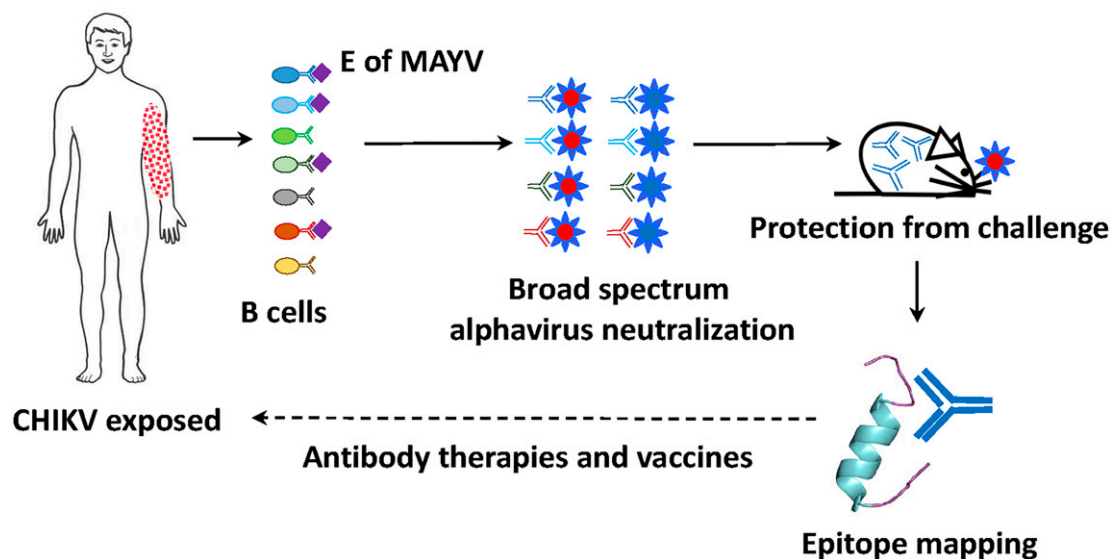 E of MAYV
B cells
Broad spectrum
alphavirus neutralization
Protection from challenge
CHIKV exposed
Antibody therapies and vaccines
Epitope mapping